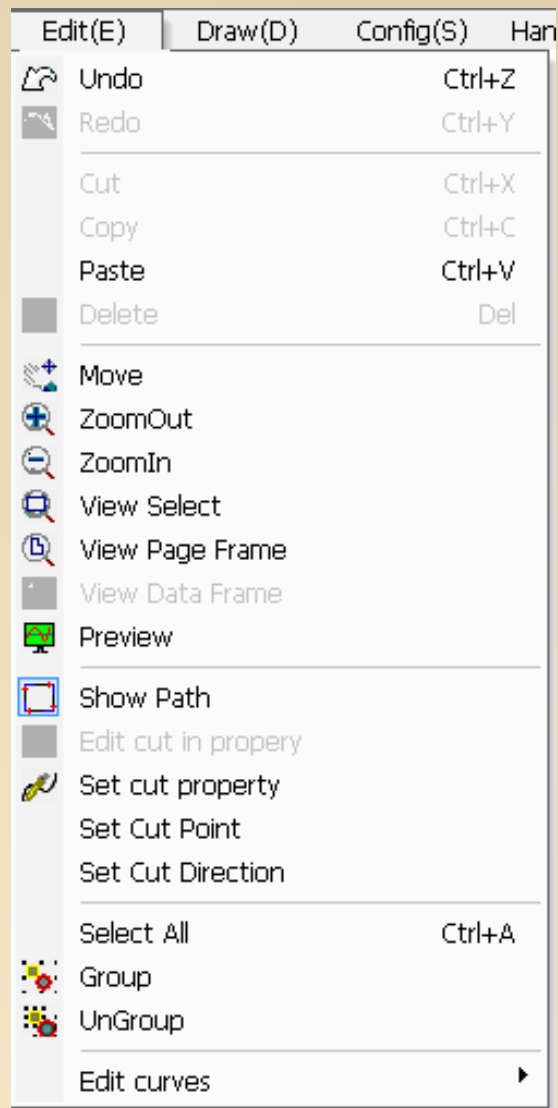 Edit(E) Draw(D) Config(S) Han
Undo Ctrl+Z
Redo Ctrl+Y
Cut Ctrl+X
Copy Ctrl+C
Paste Ctrl+V
Delete Del
Move
ZoomOut
ZoomIn
View Select
View Page Frame
View Data Frame
Preview
Show Path
Edit cut in propery
Set cut property
Set Cut Point
Set Cut Direction
Select All Ctrl+A
Group
UnGroup
Edit curves